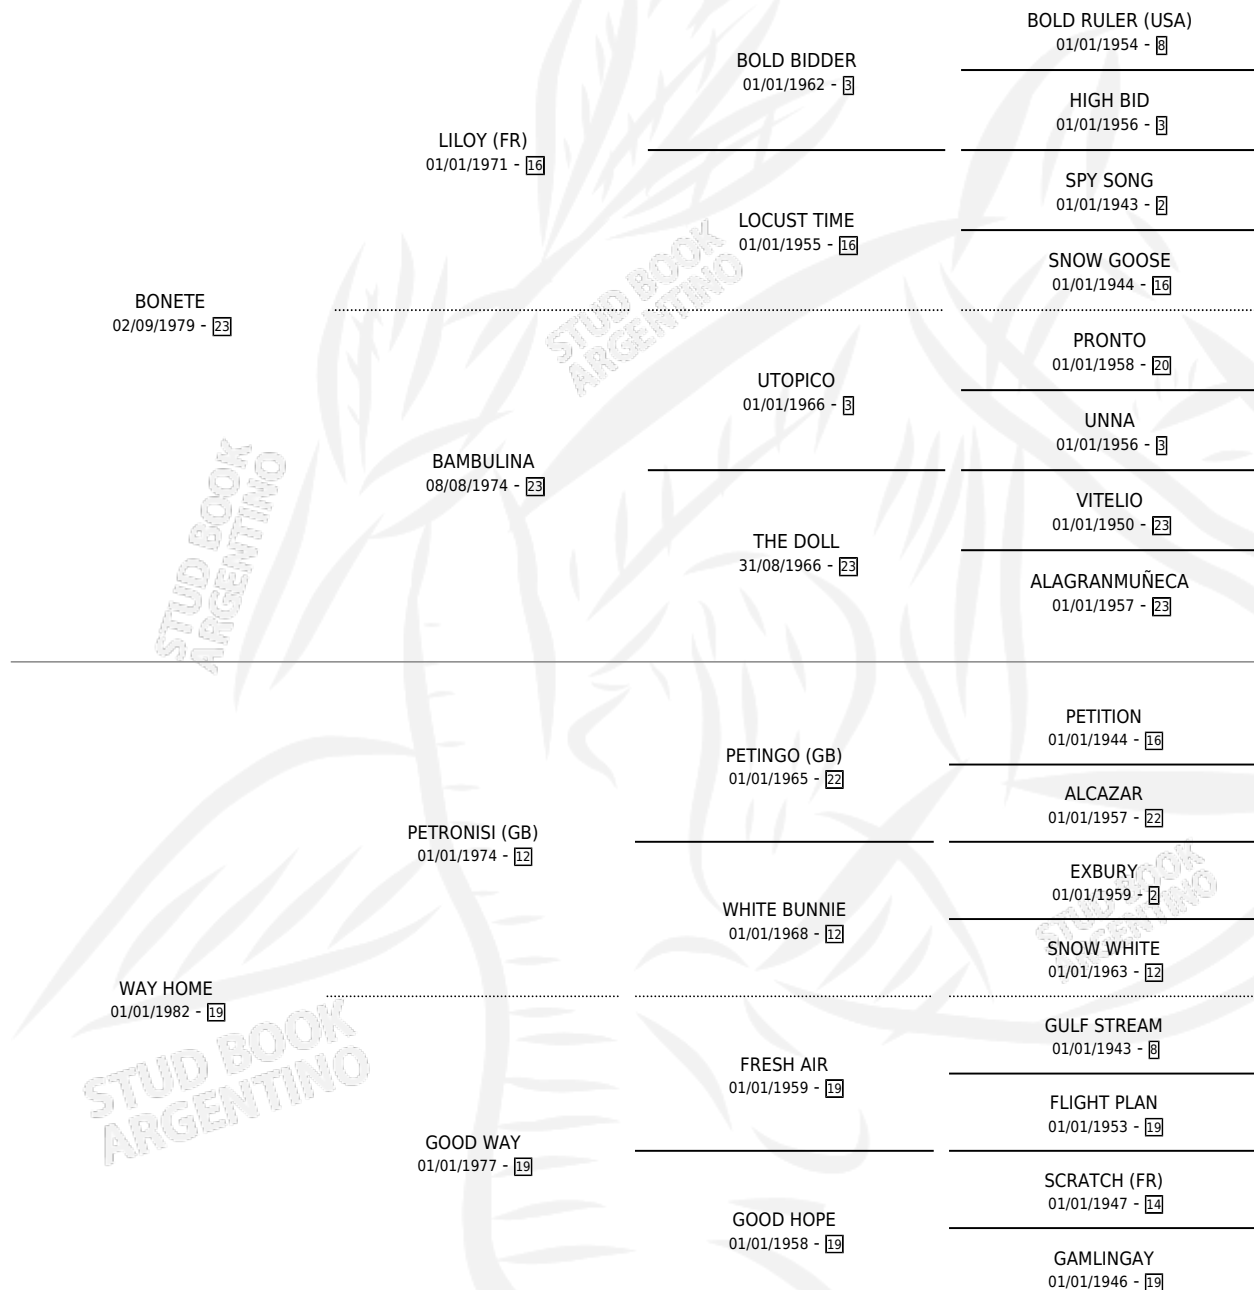 BOLD RULER (USA)
01/01/1954 - 8
BOLD BIDDER
01/01/1962 - 3
HIGH BID
01/01/1956 - 3
LILOY (FR)
01/01/1971 - 16
SPY SONG
01/01/1943 - 2
LOCUST TIME
01/01/1955 - 16
SNOW GOOSE
01/01/1944 - 16
BONETE
02/09/1979 - 23
STUD BOOK
ARGENTINO
PRONTO
01/01/1958 - 20
UTOPICO
01/01/1966 - 3
UNNA
01/01/1956 - 3
BAMBULINA
08/08/1974 - 23
VITELIO
01/01/1950 - 23
THE DOLL
31/08/1966 - 23
ALAGRANMUÑECA
01/01/1957 - 23
STUD BOOK
ARGENTINO
PETITION
01/01/1944 - 16
PETINGO (GB)
01/01/1965 - 22
ALCAZAR
01/01/1957 - 22
PETRONISI (GB)
01/01/1974 - 12
EXBURY
01/01/1959 - 2
WHITE BUNNIE
01/01/1968 - 12
STUD BOOK
ARGENTINO
SNOW WHITE
01/01/1963 - 12
WAY HOME
01/01/1982 - 19
STUD BOOK
ARGENTINO
GULF STREAM
01/01/1943 - 8
FRESH AIR
01/01/1959 - 19
FLIGHT PLAN
01/01/1953 - 19
GOOD WAY
01/01/1977 - 19
SCRATCH (FR)
01/01/1947 - 14
GOOD HOPE
01/01/1958 - 19
GAMLINGAY
01/01/1946 - 19